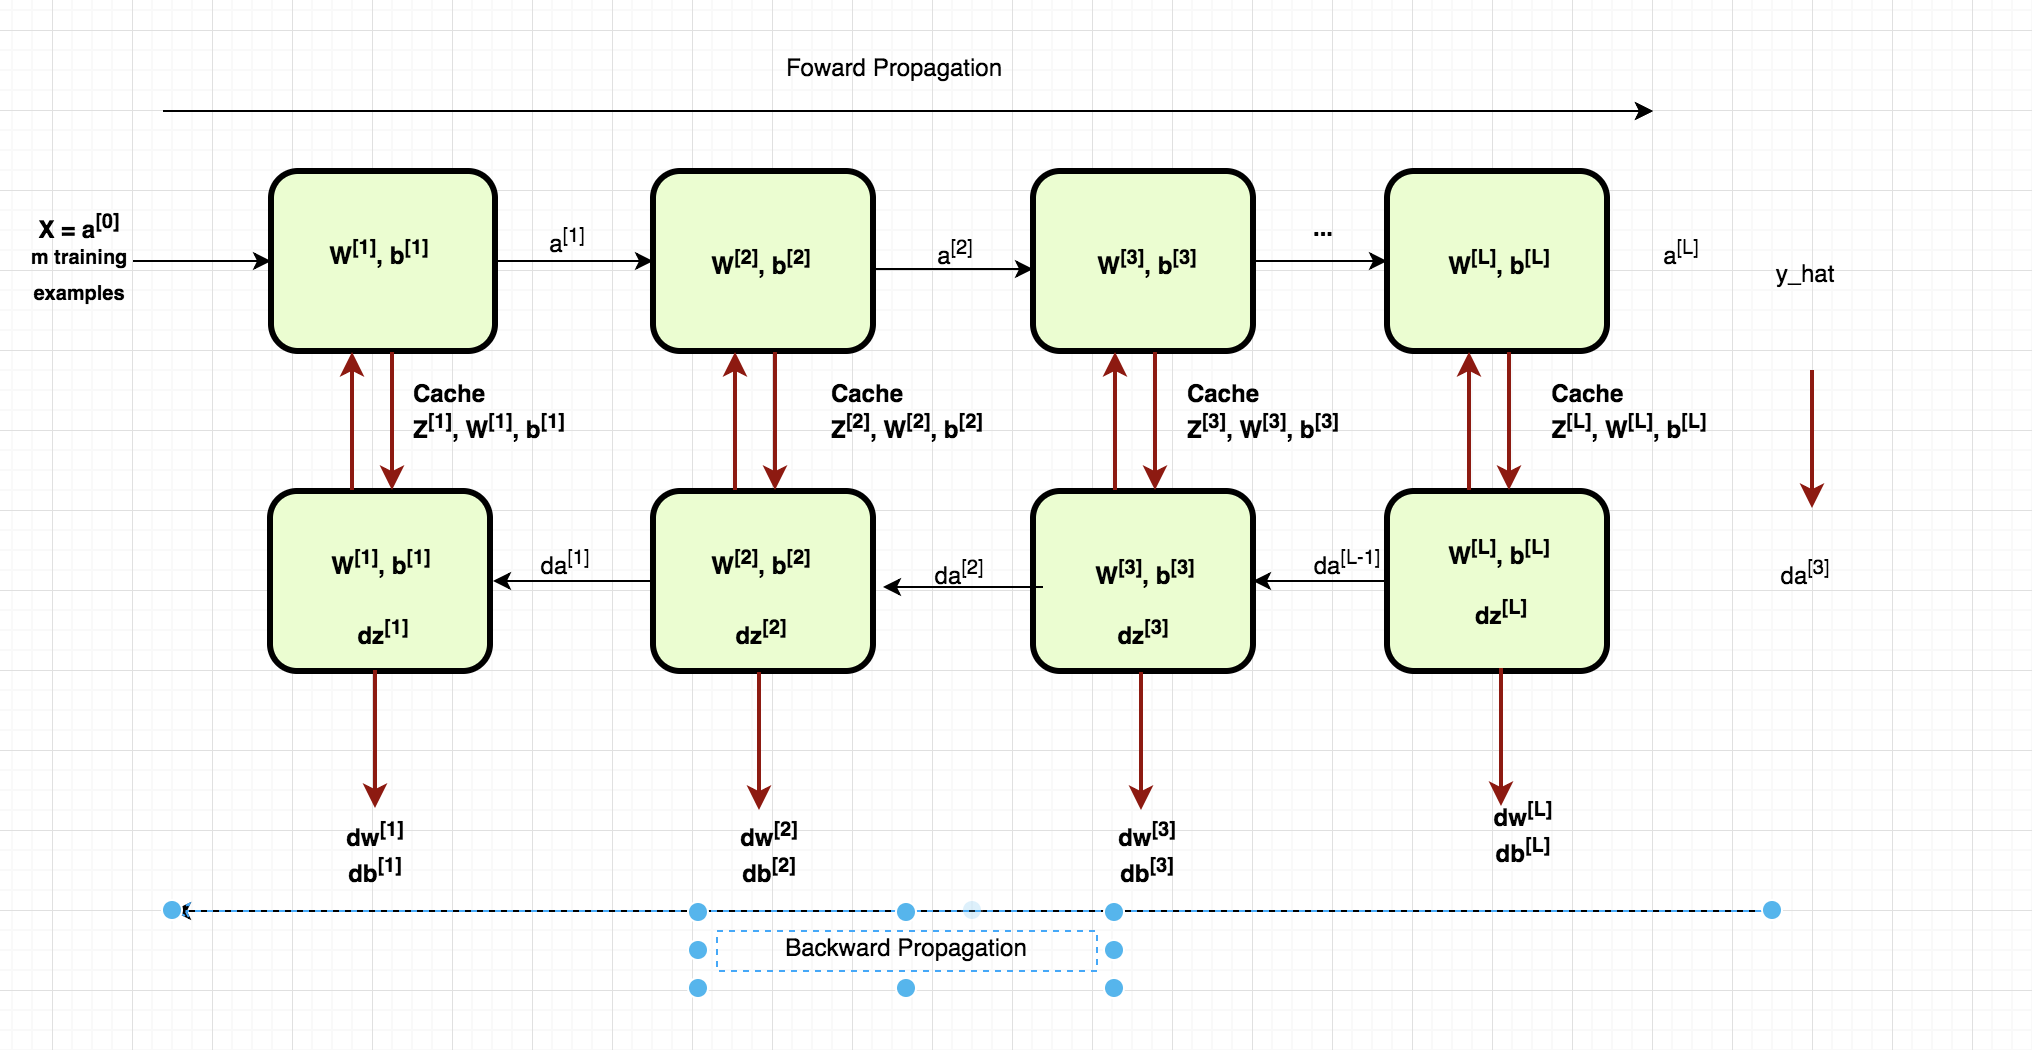 Foward Propagation
X = a[0]
m training
examples
W[1], b[1]
a[1]
W[2], b[2]
a[2]
W[3], b[3]
...
W[L], b[L]
a[L]
y_hat
Cache
Z[1], W[1], b[1]
Cache
Z[2], W[2], b[2]
Cache
Z[3], W[3], b[3]
Cache
Z[L], W[L], b[L]
W[1], b[1]
dz[1]
da[1]
W[2], b[2]
dz[2]
da[2]
W[3], b[3]
dz[3]
da[L-1]
W[L], b[L]
dz[L]
da[3]
dw[1]
db[1]
dw[2]
db[2]
dw[3]
db[3]
dw[L]
db[L]
Backward Propagation